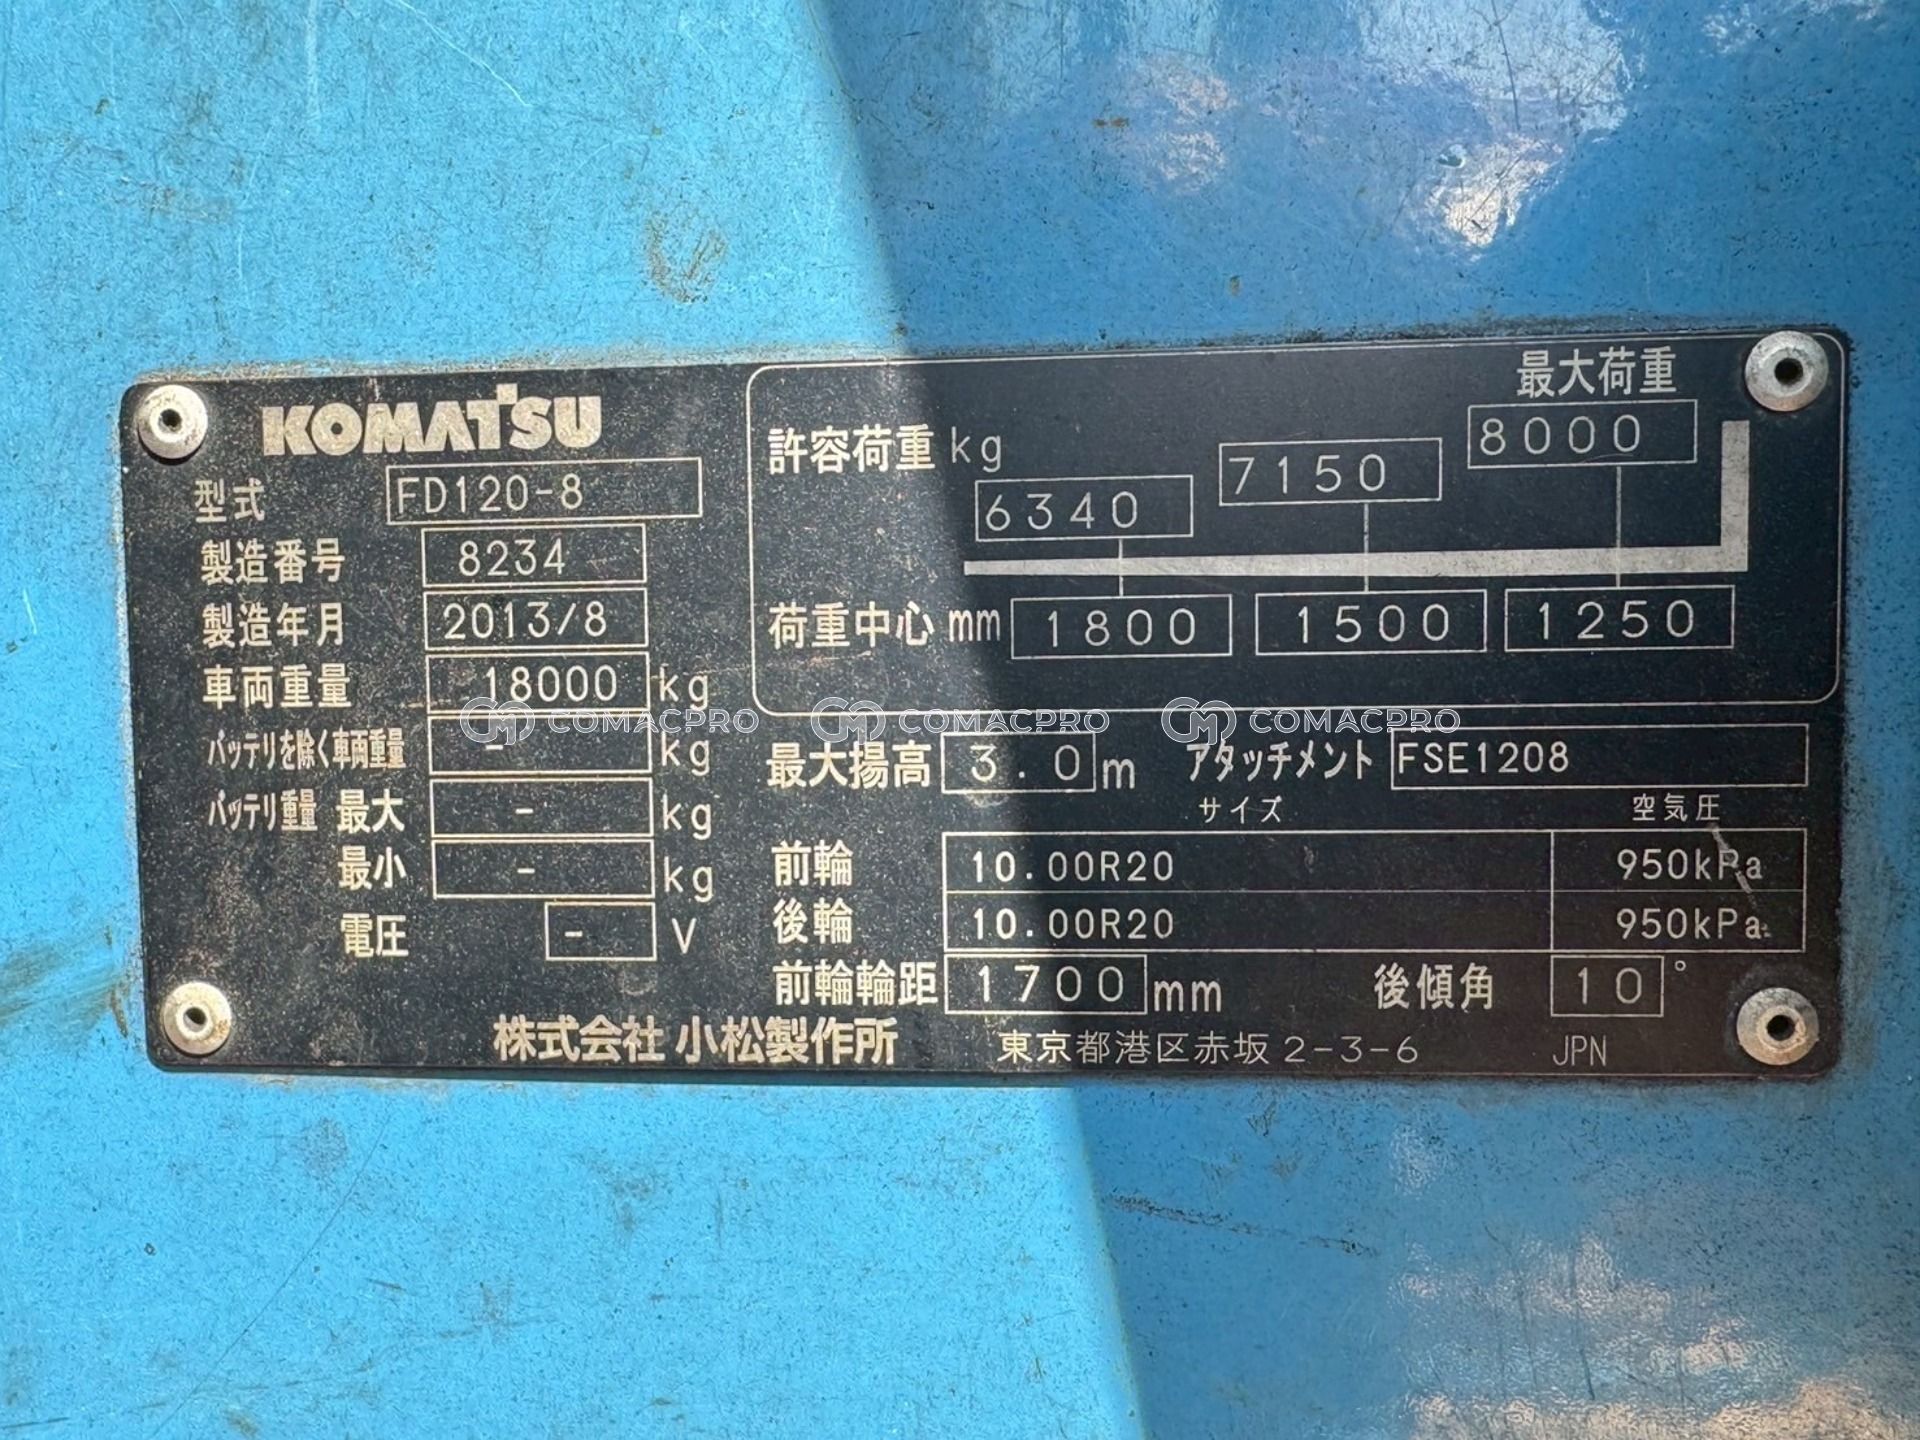 KOMATSU
型式 FD120-8
製造番号 8234
製造年月 2013/8
車両重量 18000 kg
バッテリを除く車両重量 - kg
バッテリ重量 最大 - kg
最小 - kg
電圧 - V
最大荷重
許容荷重 kg 6340 7150 8000
荷重中心 mm 1800 1500 1250
最大揚高 3.0 m アタッチメント FSE1208
サイズ 空気圧
前輪 10.00R20 950kPa
後輪 10.00R20 950kPa
前輪輪距 1700 mm 後傾角 10°
株式会社 小松製作所 東京都港区赤坂2-3-6 JPN
COMACPRO COMACPRO COMACPRO